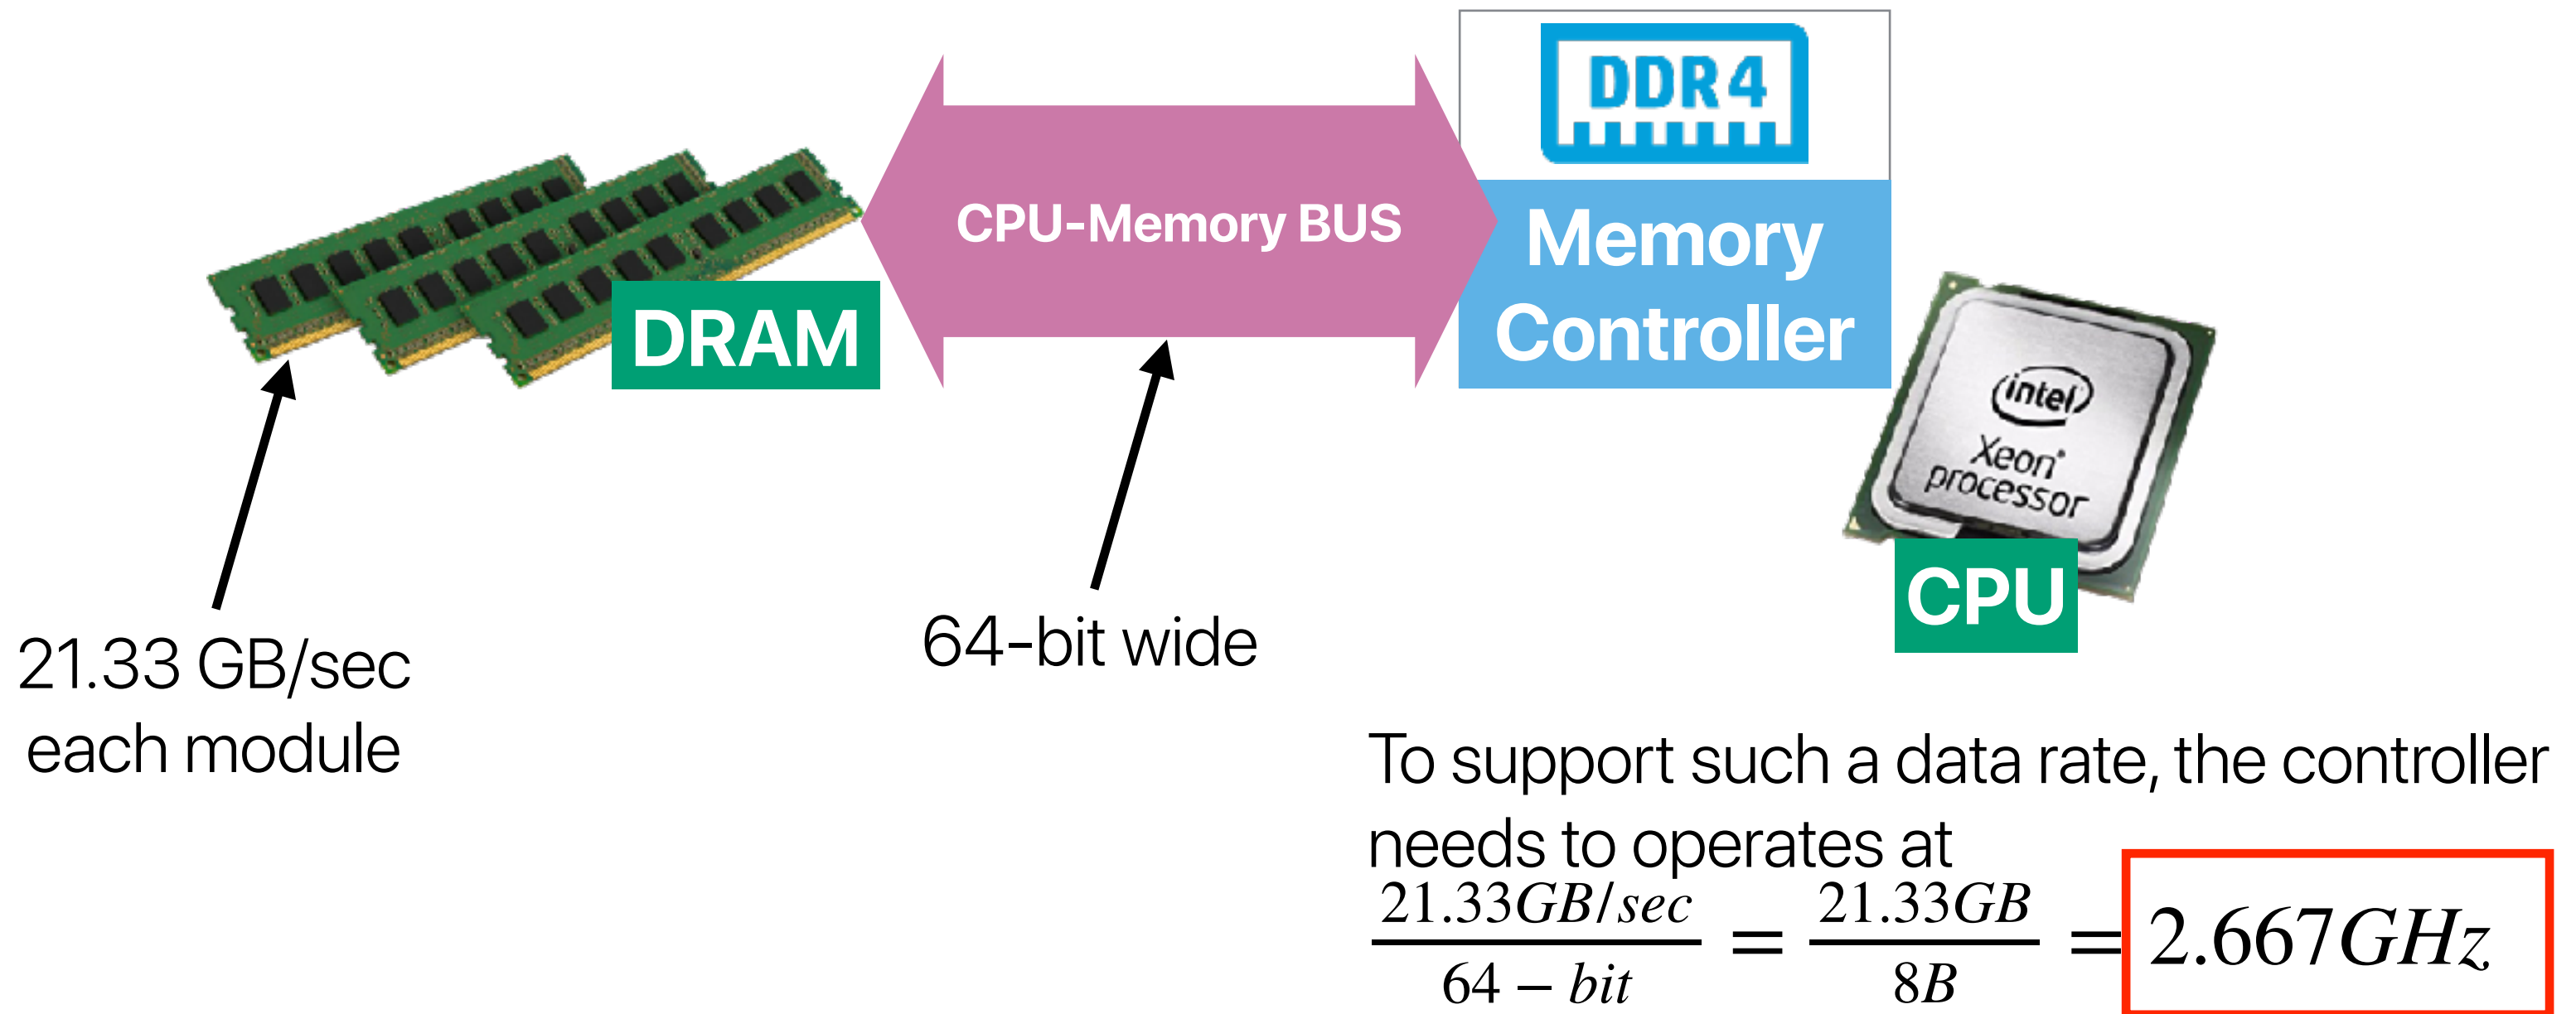 DDR4
CPU-Memory BUS
Memory
Controller
DRAM
intel
Xeon®
processor
CPU
21.33 GB/sec
each module
64-bit wide
To support such a data rate, the controller
needs to operates at
21.33GB/sec / 64 − bit = 21.33GB / 8B = 2.667GHz